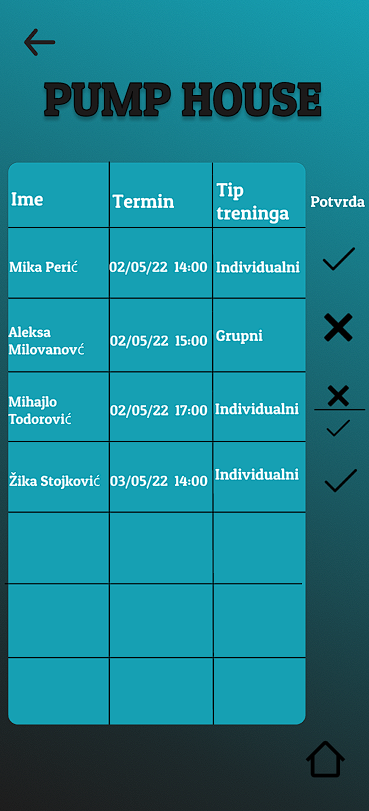 PUMP HOUSE
Ime
Termin
Tip
treninga
Potvrda
Mika Perić
02/05/22 14:00
Individualni
Aleksa
Milovanovć
02/05/22 15:00
Grupni
Mihajlo
Todorović
02/05/22 17:00
Individualni
Žika Stojković
03/05/22 14:00
Individualni